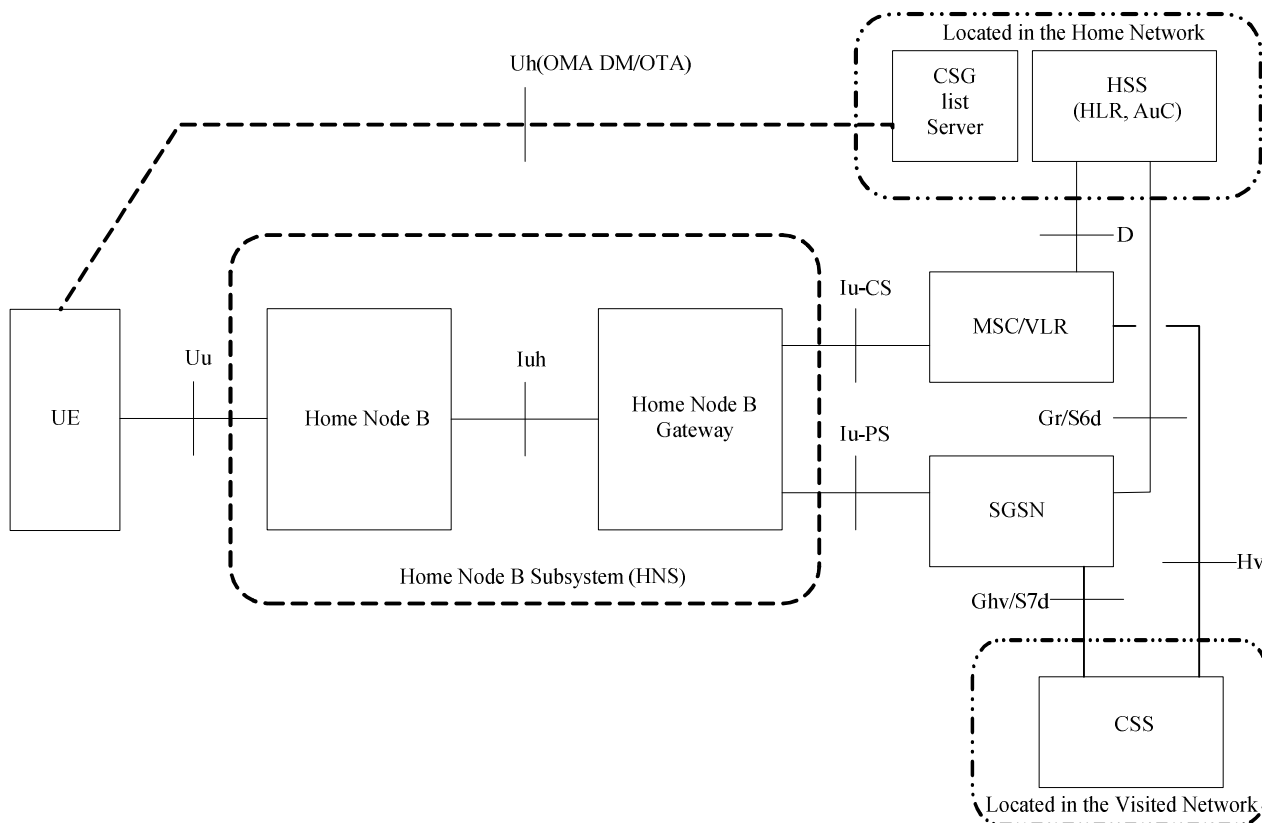 Located in the Home Network
Uh(OMA DM/OTA)
CSG
list
Server
HSS
(HLR, AuC)
D
Iu-CS
MSC/VLR
Uu
Iuh
UE
Home Node B
Home Node B
Gateway
Gr/S6d
Iu-PS
SGSN
Home Node B Subsystem (HNS)
Hv
Ghv/S7d
CSS
Located in the Visited Network